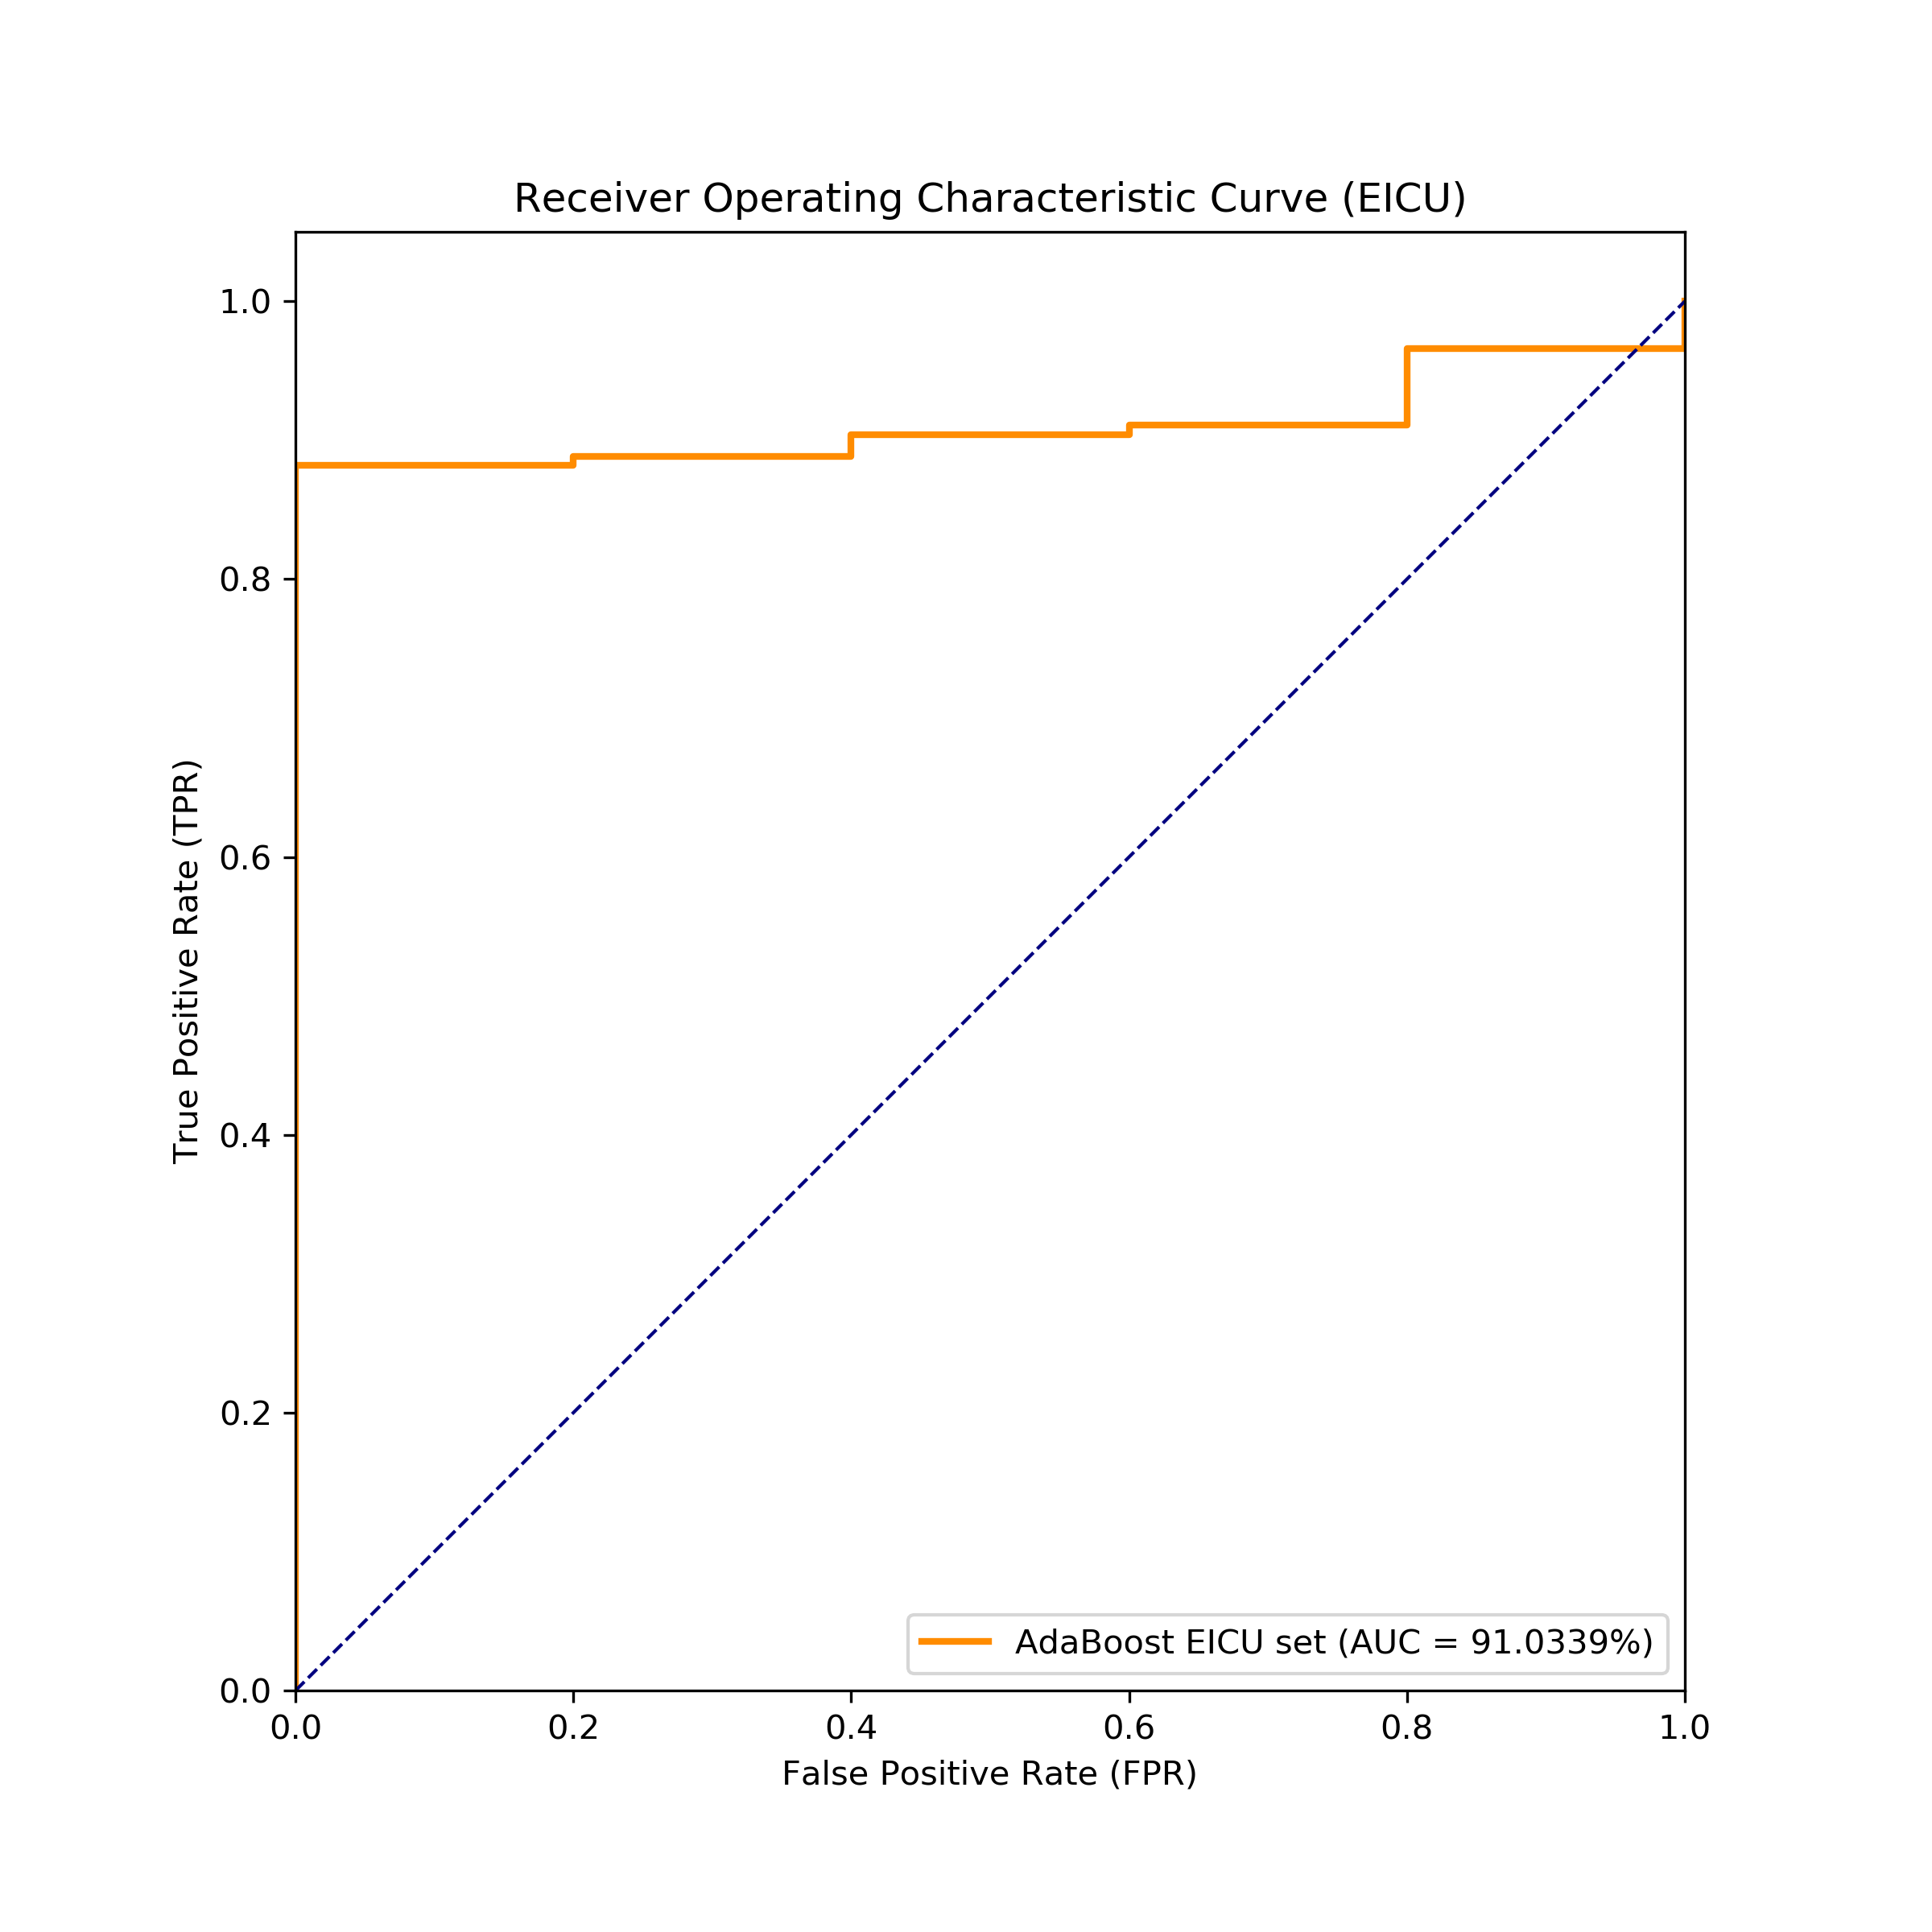 Receiver Operating Characteristic Curve (EICU)
True Positive Rate (TPR)
1.0
0.8
0.6
0.4
0.2
0.0
AdaBoost EICU set (AUC = 91.0339%)
0.0 0.2 0.4 0.6 0.8 1.0
False Positive Rate (FPR)